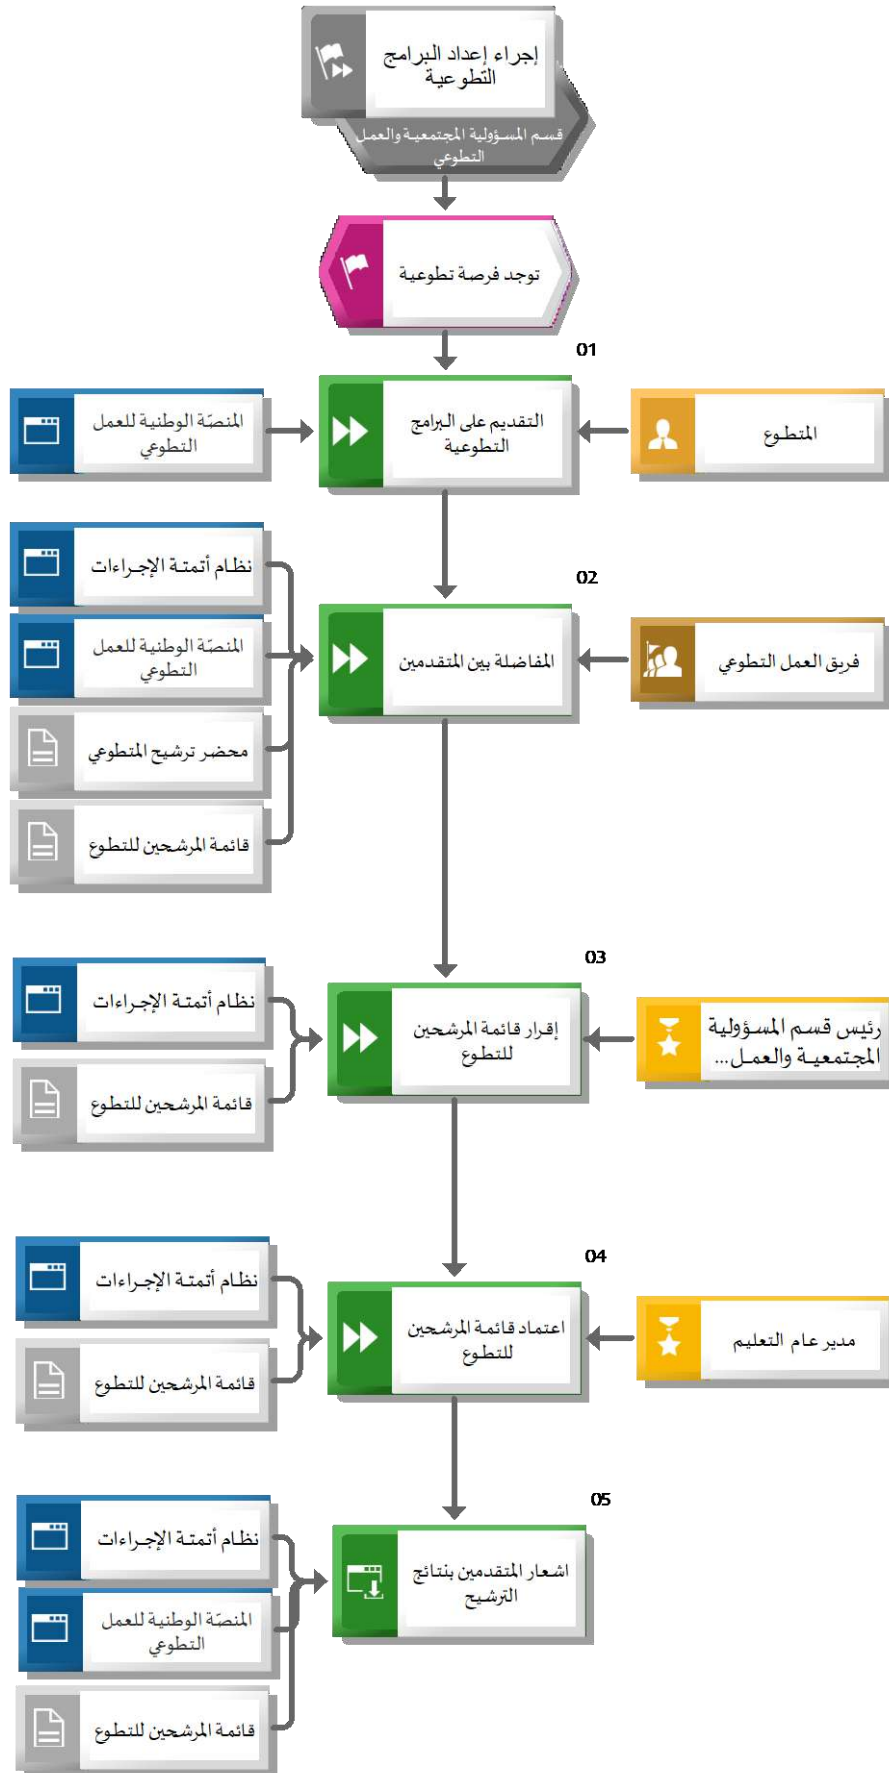 إجراء إعداد البرامج
التطوعية
قسم المسؤولية المجتمعية والعمل
التطوعي
توجد فرصة تطوعية
01
المتطوع
التقديم على البرامج
التطوعية
المنصّة الوطنية للعمل
التطوعي
02
فريق العمل التطوعي
المفاضلة بين المتقدمين
نظام أتمتة الإجراءات
المنصّة الوطنية للعمل
التطوعي
محضر ترشيح المتطوعي
قائمة المرشحين للتطوع
03
رئيس قسم المسؤولية
المجتمعية والعمل...
إقرار قائمة المرشحين
للتطوع
نظام أتمتة الإجراءات
قائمة المرشحين للتطوع
04
مدير عام التعليم
اعتماد قائمة المرشحين
للتطوع
نظام أتمتة الإجراءات
قائمة المرشحين للتطوع
05
اشعار المتقدمين بنتائج
الترشيح
نظام أتمتة الإجراءات
المنصّة الوطنية للعمل
التطوعي
قائمة المرشحين للتطوع